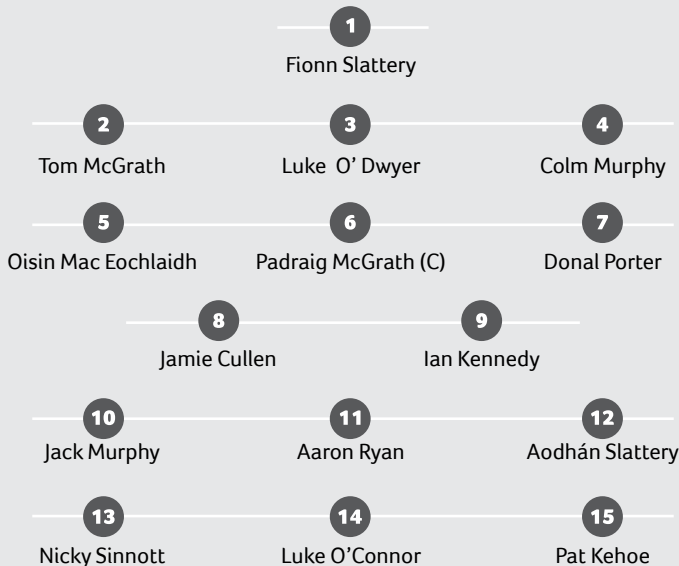 1
Fionn Slattery
2 3 4
Tom McGrath Luke O' Dwyer Colm Murphy
5 6 7
Oisin Mac Eochlaidh Padraig McGrath (C) Donal Porter
8 9
Jamie Cullen Ian Kennedy
10 11 12
Jack Murphy Aaron Ryan Aodhán Slattery
13 14 15
Nicky Sinnott Luke O'Connor Pat Kehoe